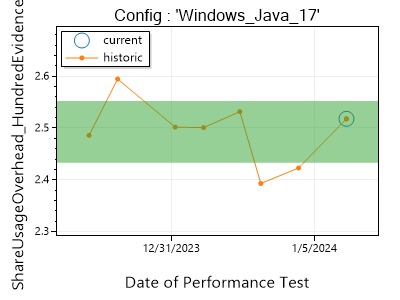 Config : 'Windows_Java_17'
current
historic
ShareUsageOverhead_HundredEvidence
2.6
2.5
2.4
2.3
12/31/2023
1/5/2024
Date of Performance Test